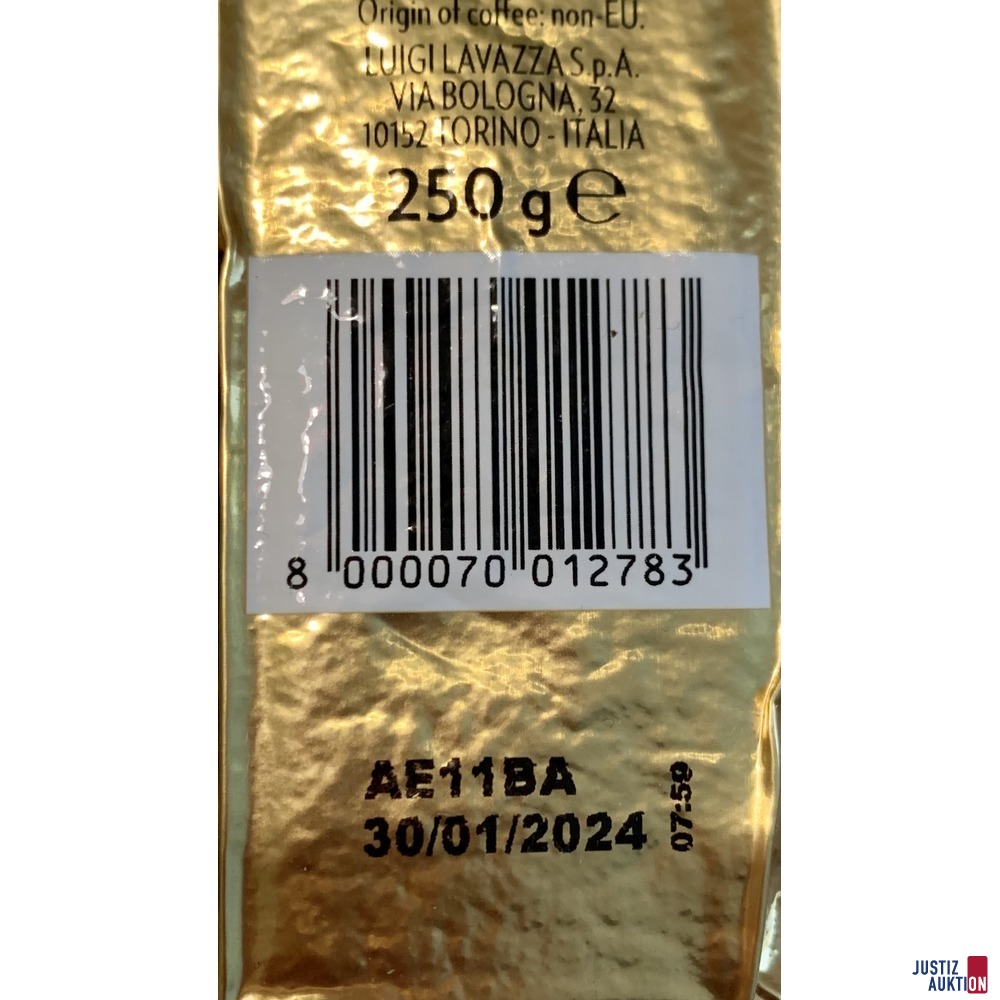 Origin of coffee: non-EU.
LUIGI LAVAZZA S.p.A.
VIA BOLOGNA, 32
10152 TORINO - ITALIA
250 g ℮
8 000070 012783
AE11BA
30/01/2024
07:59
JUSTIZ
AUKTION